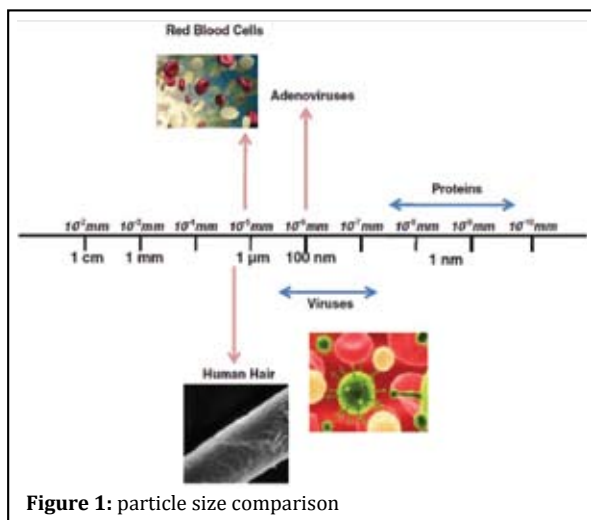 Red Blood Cells
Adenoviruses
Proteins
10⁻²mm 10⁻³mm 10⁻⁴mm 10⁻⁵mm 10⁻⁶mm 10⁻⁷mm 10⁻⁸mm 10⁻⁹mm 10⁻¹⁰mm
1 cm 1 mm 1 µm 100 nm 1 nm
Viruses
Human Hair
Figure 1: particle size comparison